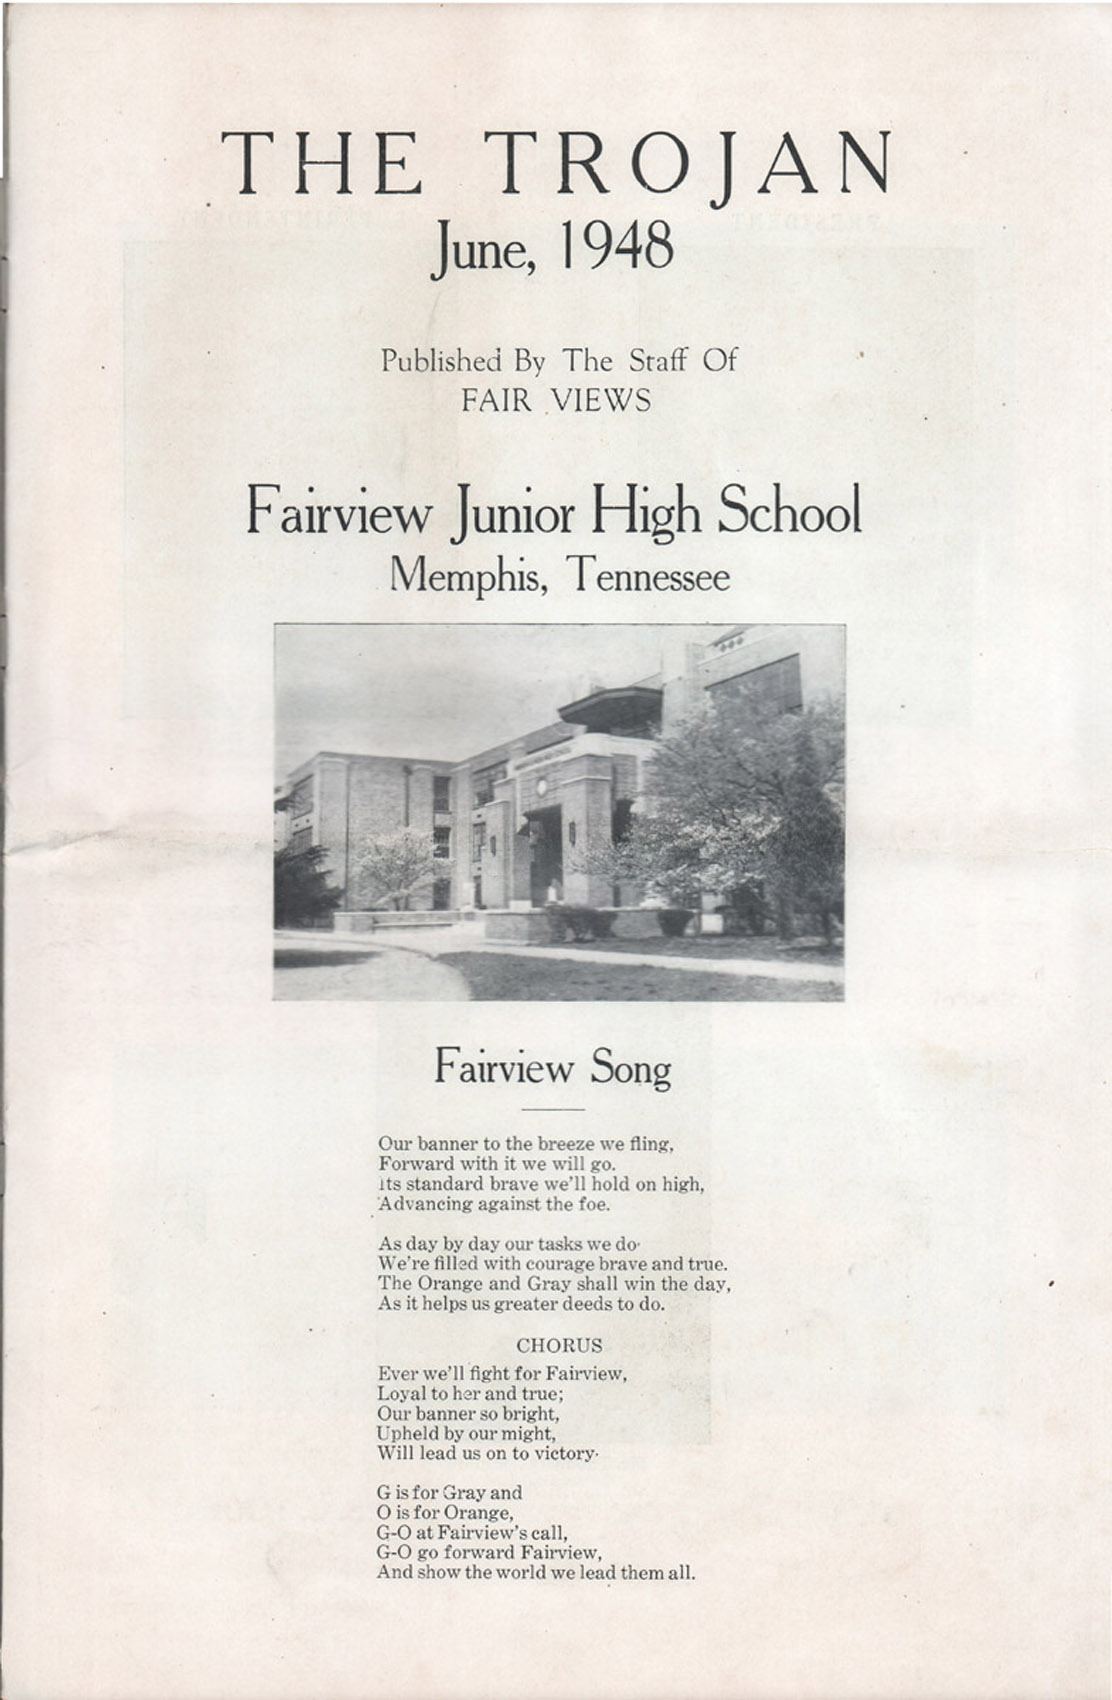 THE TROJAN
June, 1948
Published By The Staff Of
FAIR VIEWS
Fairview Junior High School
Memphis, Tennessee
Fairview Song
Our banner to the breeze we fling,
Forward with it we will go.
Its standard brave we'll hold on high,
Advancing against the foe.
As day by day our tasks we do.
We're filled with courage brave and true.
The Orange and Gray shall win the day,
As it helps us greater deeds to do.
CHORUS
Ever we'll fight for Fairview,
Loyal to her and true;
Our banner so bright,
Upheld by our might,
Will lead us on to victory.
G is for Gray and
O is for Orange,
G-O at Fairview's call,
G-O go forward Fairview,
And show the world we lead them all.